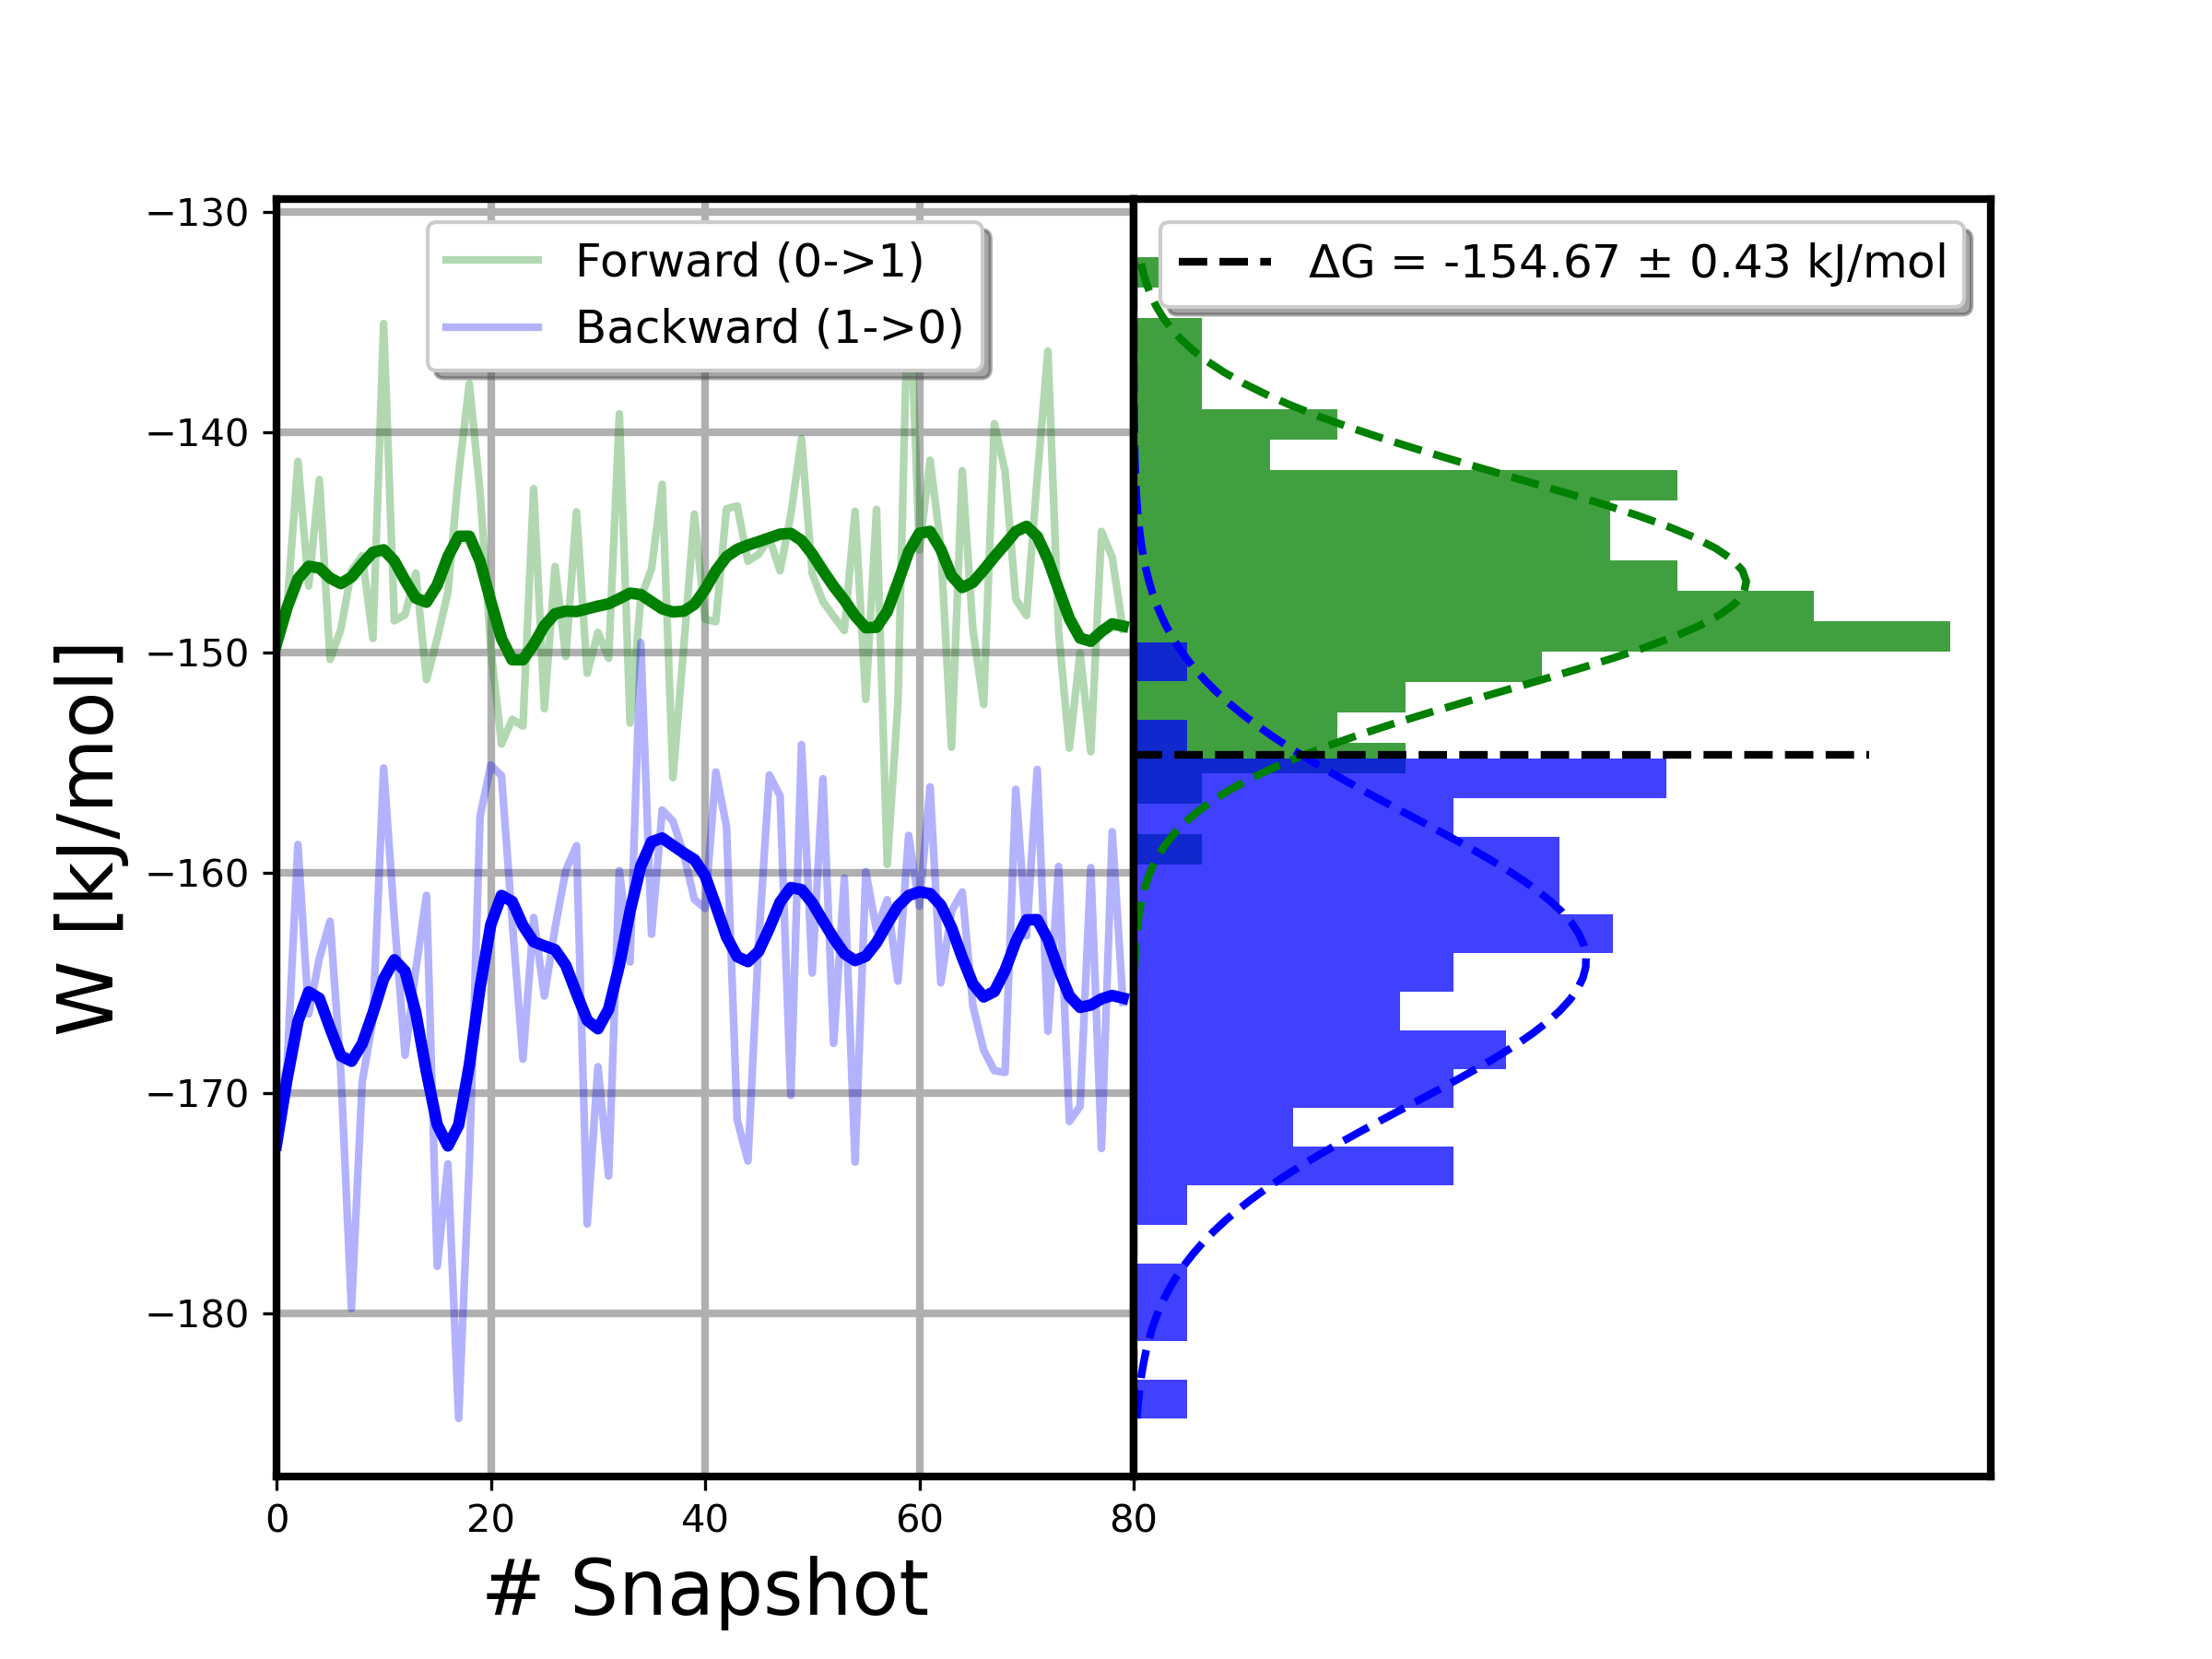 Forward (0->1)
Backward (1->0)
ΔG = -154.67 ± 0.43 kJ/mol
W [kJ/mol]
−130
−140
−150
−160
−170
−180
0 20 40 60 80
# Snapshot